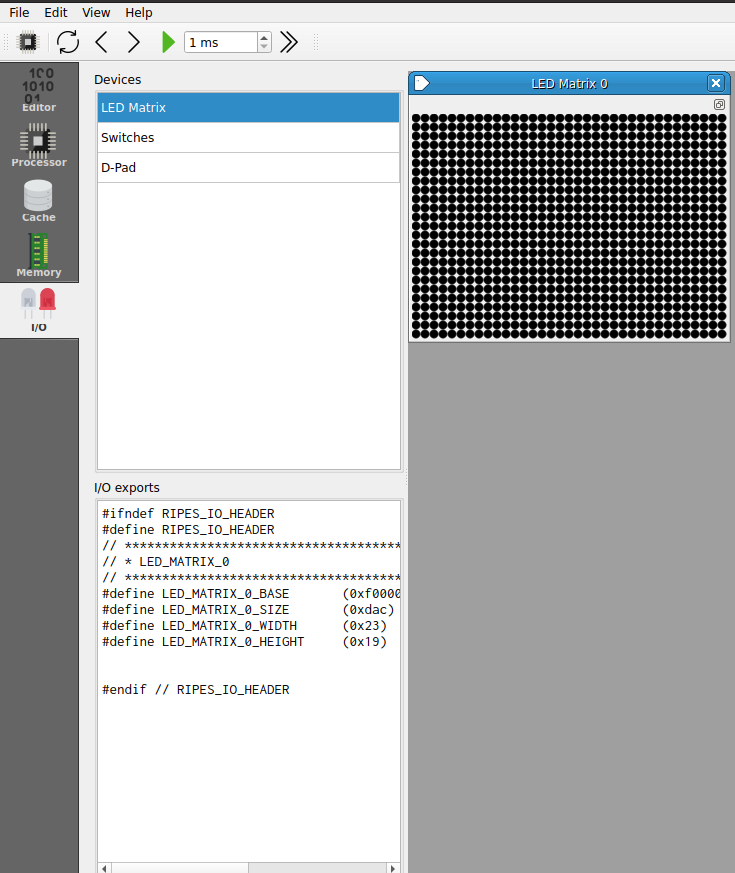 File Edit View Help
1 ms
100
1010
01
Editor
Processor
Cache
Memory
I/O
Devices
LED Matrix
Switches
D-Pad
I/O exports
#ifndef RIPES_IO_HEADER
#define RIPES_IO_HEADER
// *************************************
// * LED_MATRIX_0
// *************************************
#define LED_MATRIX_0_BASE (0xf0000
#define LED_MATRIX_0_SIZE (0xdac)
#define LED_MATRIX_0_WIDTH (0x23)
#define LED_MATRIX_0_HEIGHT (0x19)
#endif // RIPES_IO_HEADER
LED Matrix 0